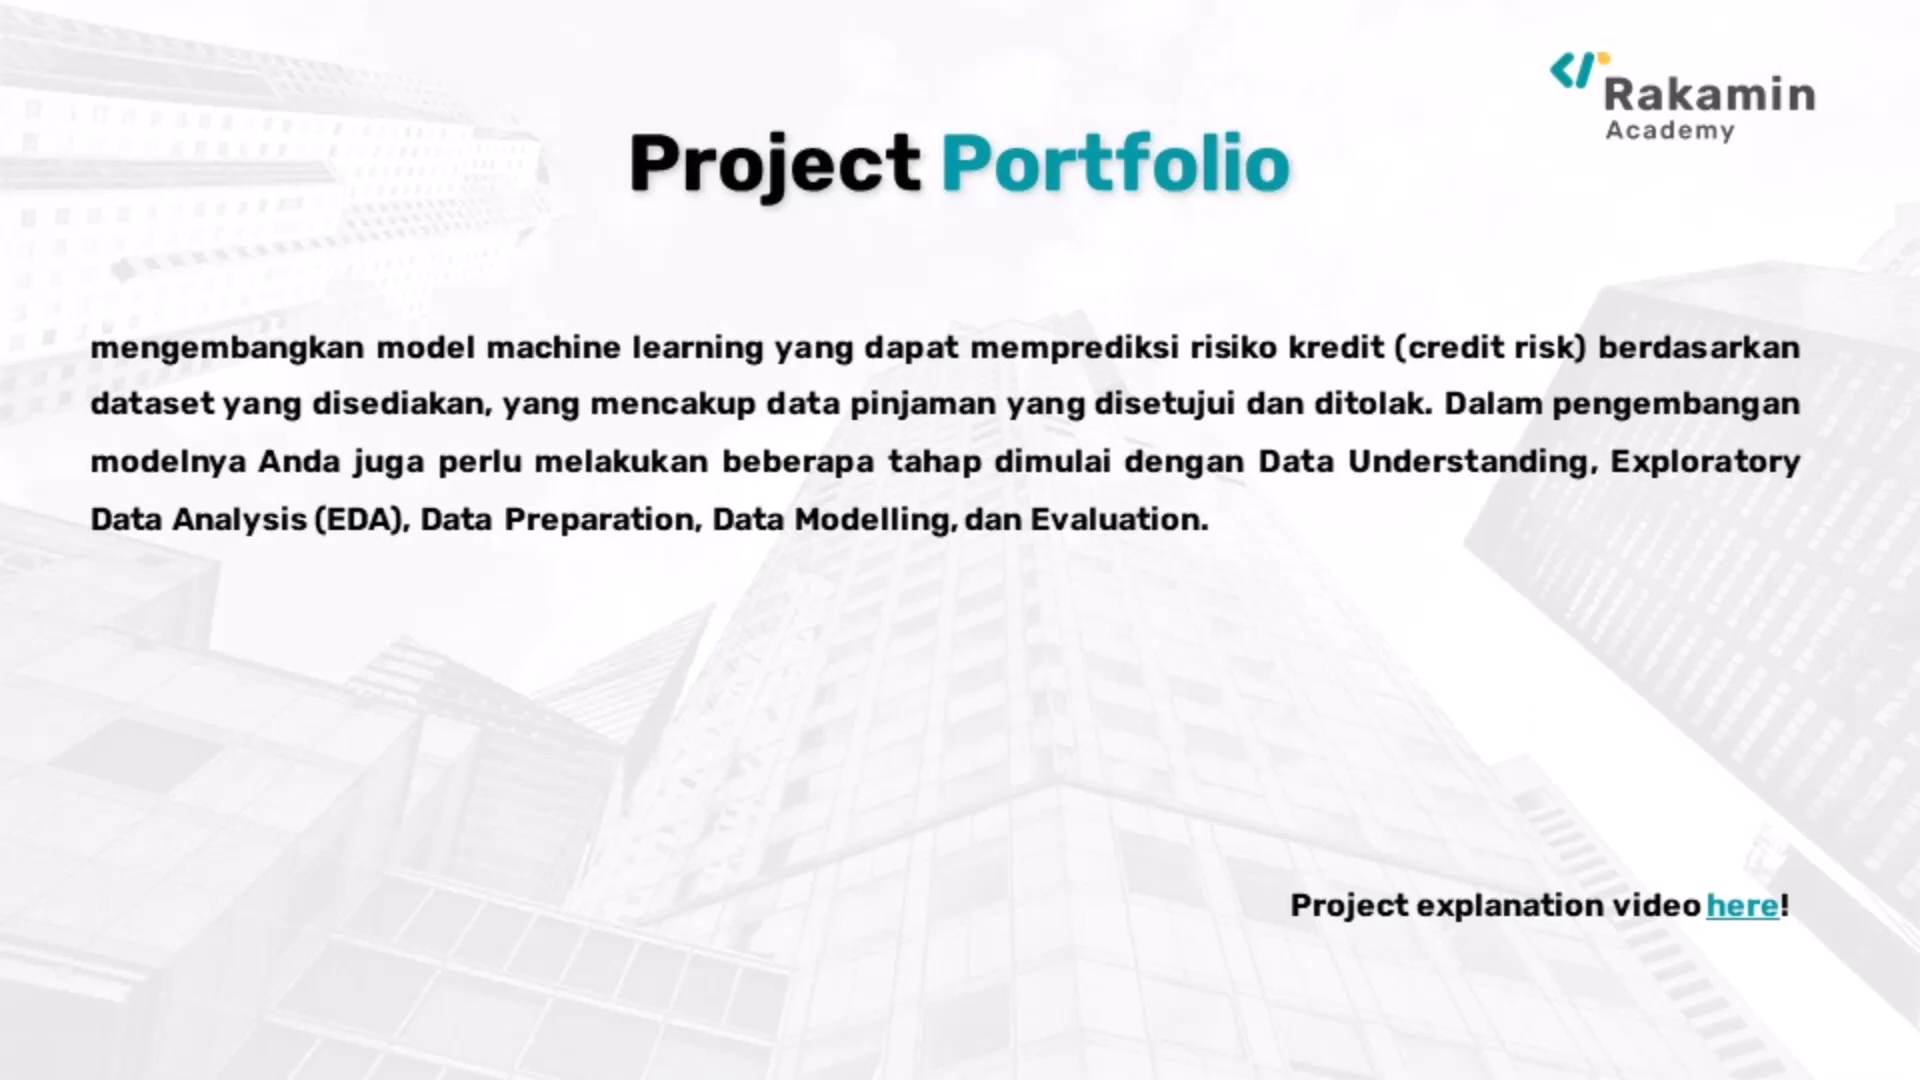 Rakamin
Academy
Project Portfolio
mengembangkan model machine learning yang dapat memprediksi risiko kredit (credit risk) berdasarkan
dataset yang disediakan, yang mencakup data pinjaman yang disetujui dan ditolak. Dalam pengembangan
modelnya Anda juga perlu melakukan beberapa tahap dimulai dengan Data Understanding, Exploratory
Data Analysis (EDA), Data Preparation, Data Modelling, dan Evaluation.
Project explanation video here!